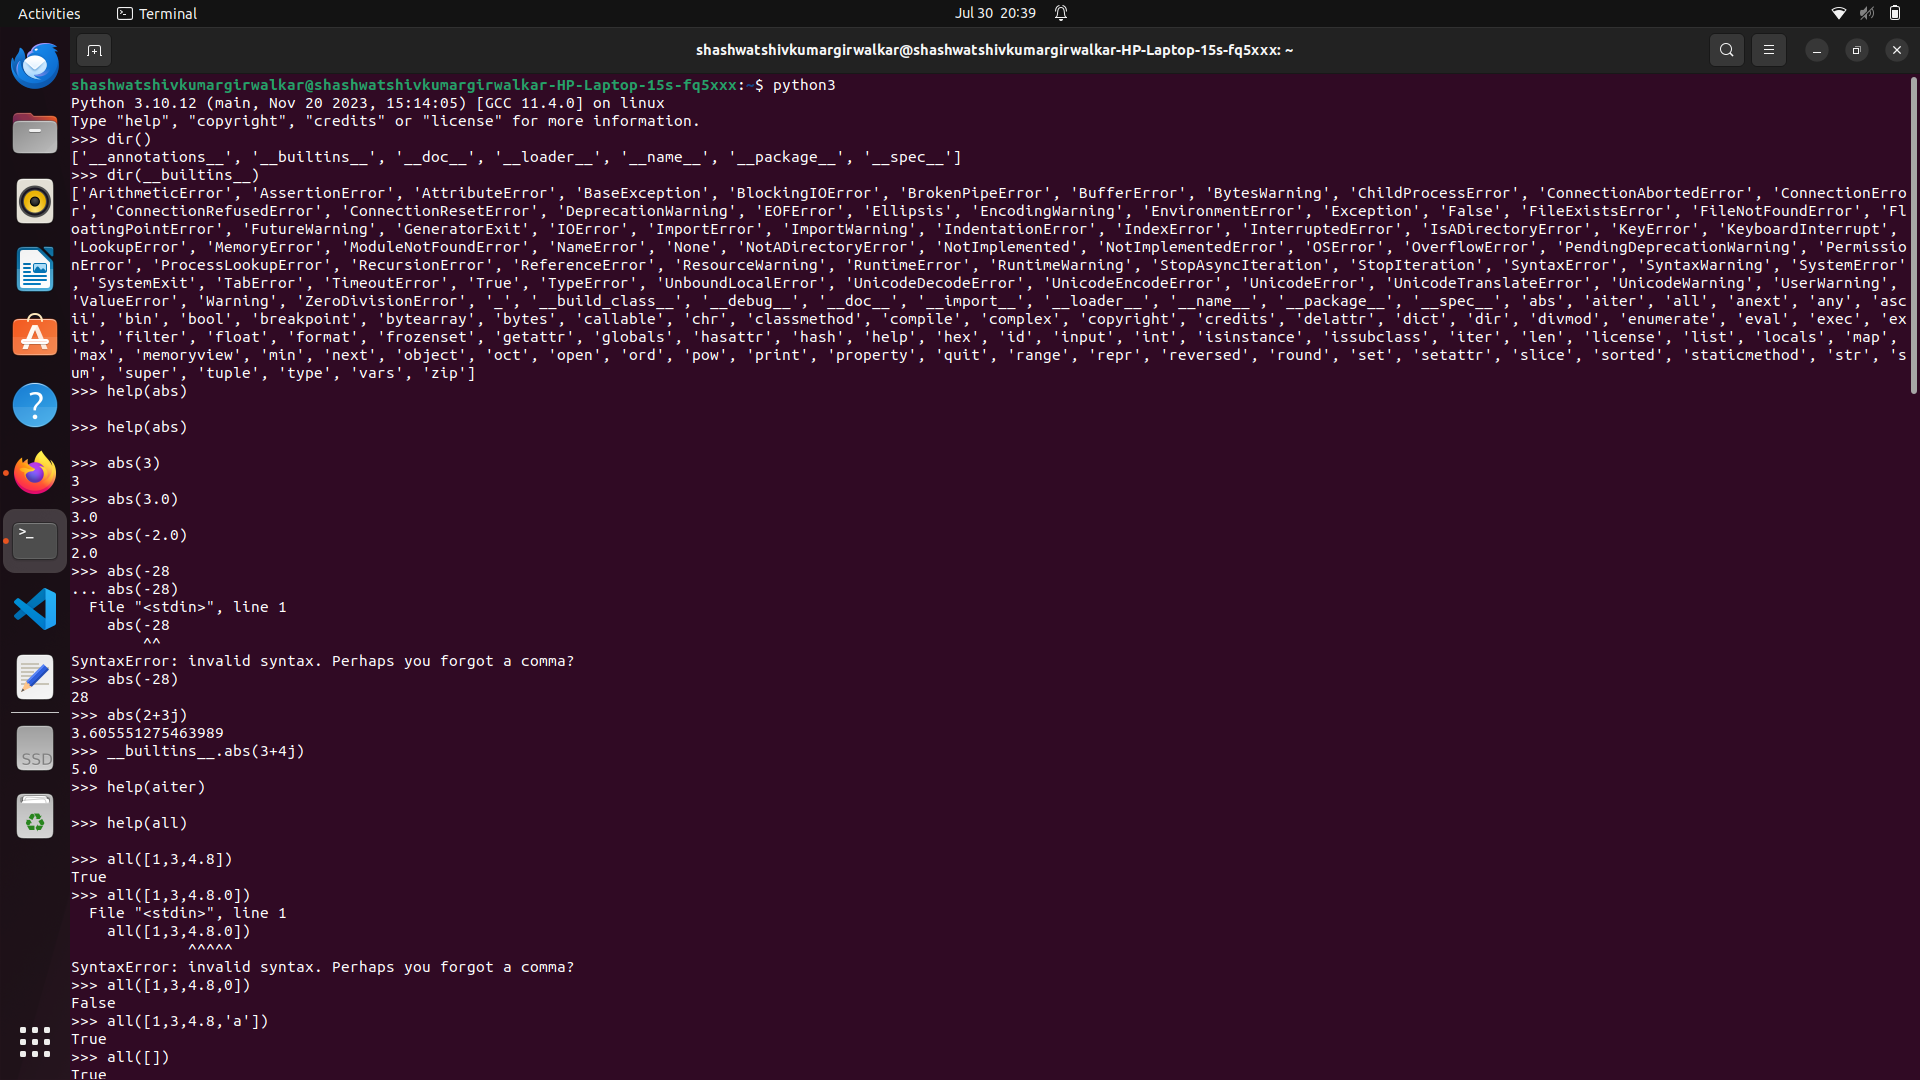 Activities
Terminal
Jul 30 20:39
shashwatshivkumargirwalkar@shashwatshivkumargirwalkar-HP-Laptop-15s-fq5xxx: ~
shashwatshivkumargirwalkar@shashwatshivkumargirwalkar-HP-Laptop-15s-fq5xxx:~$ python3
Python 3.10.12 (main, Nov 20 2023, 15:14:05) [GCC 11.4.0] on linux
Type "help", "copyright", "credits" or "license" for more information.
>>> dir()
['__annotations__', '__builtins__', '__doc__', '__loader__', '__name__', '__package__', '__spec__']
>>> dir(__builtins__)
['ArithmeticError', 'AssertionError', 'AttributeError', 'BaseException', 'BlockingIOError', 'BrokenPipeError', 'BufferError', 'BytesWarning', 'ChildProcessError', 'ConnectionAbortedError', 'ConnectionErro
r', 'ConnectionRefusedError', 'ConnectionResetError', 'DeprecationWarning', 'EOFError', 'Ellipsis', 'EncodingWarning', 'EnvironmentError', 'Exception', 'False', 'FileExistsError', 'FileNotFoundError', 'Fl
oatingPointError', 'FutureWarning', 'GeneratorExit', 'IOError', 'ImportError', 'ImportWarning', 'IndentationError', 'IndexError', 'InterruptedError', 'IsADirectoryError', 'KeyError', 'KeyboardInterrupt',
'LookupError', 'MemoryError', 'ModuleNotFoundError', 'NameError', 'None', 'NotADirectoryError', 'NotImplemented', 'NotImplementedError', 'OSError', 'OverflowError', 'PendingDeprecationWarning', 'Permissio
nError', 'ProcessLookupError', 'RecursionError', 'ReferenceError', 'ResourceWarning', 'RuntimeError', 'RuntimeWarning', 'StopAsyncIteration', 'StopIteration', 'SyntaxError', 'SyntaxWarning', 'SystemError'
, 'SystemExit', 'TabError', 'TimeoutError', 'True', 'TypeError', 'UnboundLocalError', 'UnicodeDecodeError', 'UnicodeEncodeError', 'UnicodeError', 'UnicodeTranslateError', 'UnicodeWarning', 'UserWarning',
'ValueError', 'Warning', 'ZeroDivisionError', '_', '__build_class__', '__debug__', '__doc__', '__import__', '__loader__', '__name__', '__package__', '__spec__', 'abs', 'aiter', 'all', 'anext', 'any', 'asc
ii', 'bin', 'bool', 'breakpoint', 'bytearray', 'bytes', 'callable', 'chr', 'classmethod', 'compile', 'complex', 'copyright', 'credits', 'delattr', 'dict', 'dir', 'divmod', 'enumerate', 'eval', 'exec', 'ex
it', 'filter', 'float', 'format', 'frozenset', 'getattr', 'globals', 'hasattr', 'hash', 'help', 'hex', 'id', 'input', 'int', 'isinstance', 'issubclass', 'iter', 'len', 'license', 'list', 'locals', 'map',
'max', 'memoryview', 'min', 'next', 'object', 'oct', 'open', 'ord', 'pow', 'print', 'property', 'quit', 'range', 'repr', 'reversed', 'round', 'set', 'setattr', 'slice', 'sorted', 'staticmethod', 'str', 's
um', 'super', 'tuple', 'type', 'vars', 'zip']
>>> help(abs)
>>> help(abs)
>>> abs(3)
3
>>> abs(3.0)
3.0
>>> abs(-2.0)
2.0
>>> abs(-28
... abs(-28)
  File "<stdin>", line 1
    abs(-28
        ^^
SyntaxError: invalid syntax. Perhaps you forgot a comma?
>>> abs(-28)
28
>>> abs(2+3j)
3.605551275463989
>>> __builtins__.abs(3+4j)
5.0
>>> help(aiter)
>>> help(all)
>>> all([1,3,4.8])
True
>>> all([1,3,4.8.0])
  File "<stdin>", line 1
    all([1,3,4.8.0])
             ^^^^^
SyntaxError: invalid syntax. Perhaps you forgot a comma?
>>> all([1,3,4.8,0])
False
>>> all([1,3,4.8,'a'])
True
>>> all([])
True
SSD